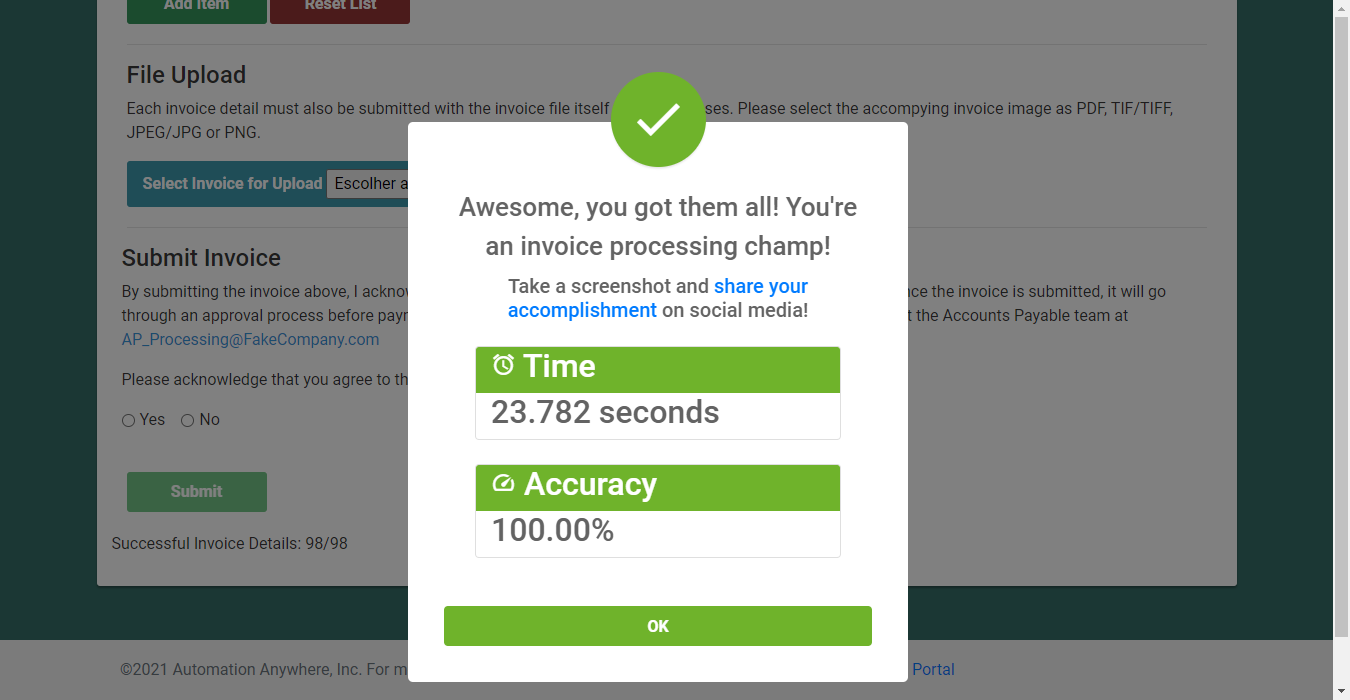 Add Item Reset List
File Upload
Each invoice detail must also be submitted with the invoice file itself ses. Please select the accompying invoice image as PDF, TIF/TIFF,
JPEG/JPG or PNG.
Select Invoice for Upload Escolher a
Awesome, you got them all! You're
an invoice processing champ!
Take a screenshot and share your
accomplishment on social media!
Time
23.782 seconds
Accuracy
100.00%
OK
Submit Invoice
By submitting the invoice above, I acknow nce the invoice is submitted, it will go
through an approval process before paym t the Accounts Payable team at
AP_Processing@FakeCompany.com
Please acknowledge that you agree to th
Yes No
Submit
Successful Invoice Details: 98/98
©2021 Automation Anywhere, Inc. For m Portal